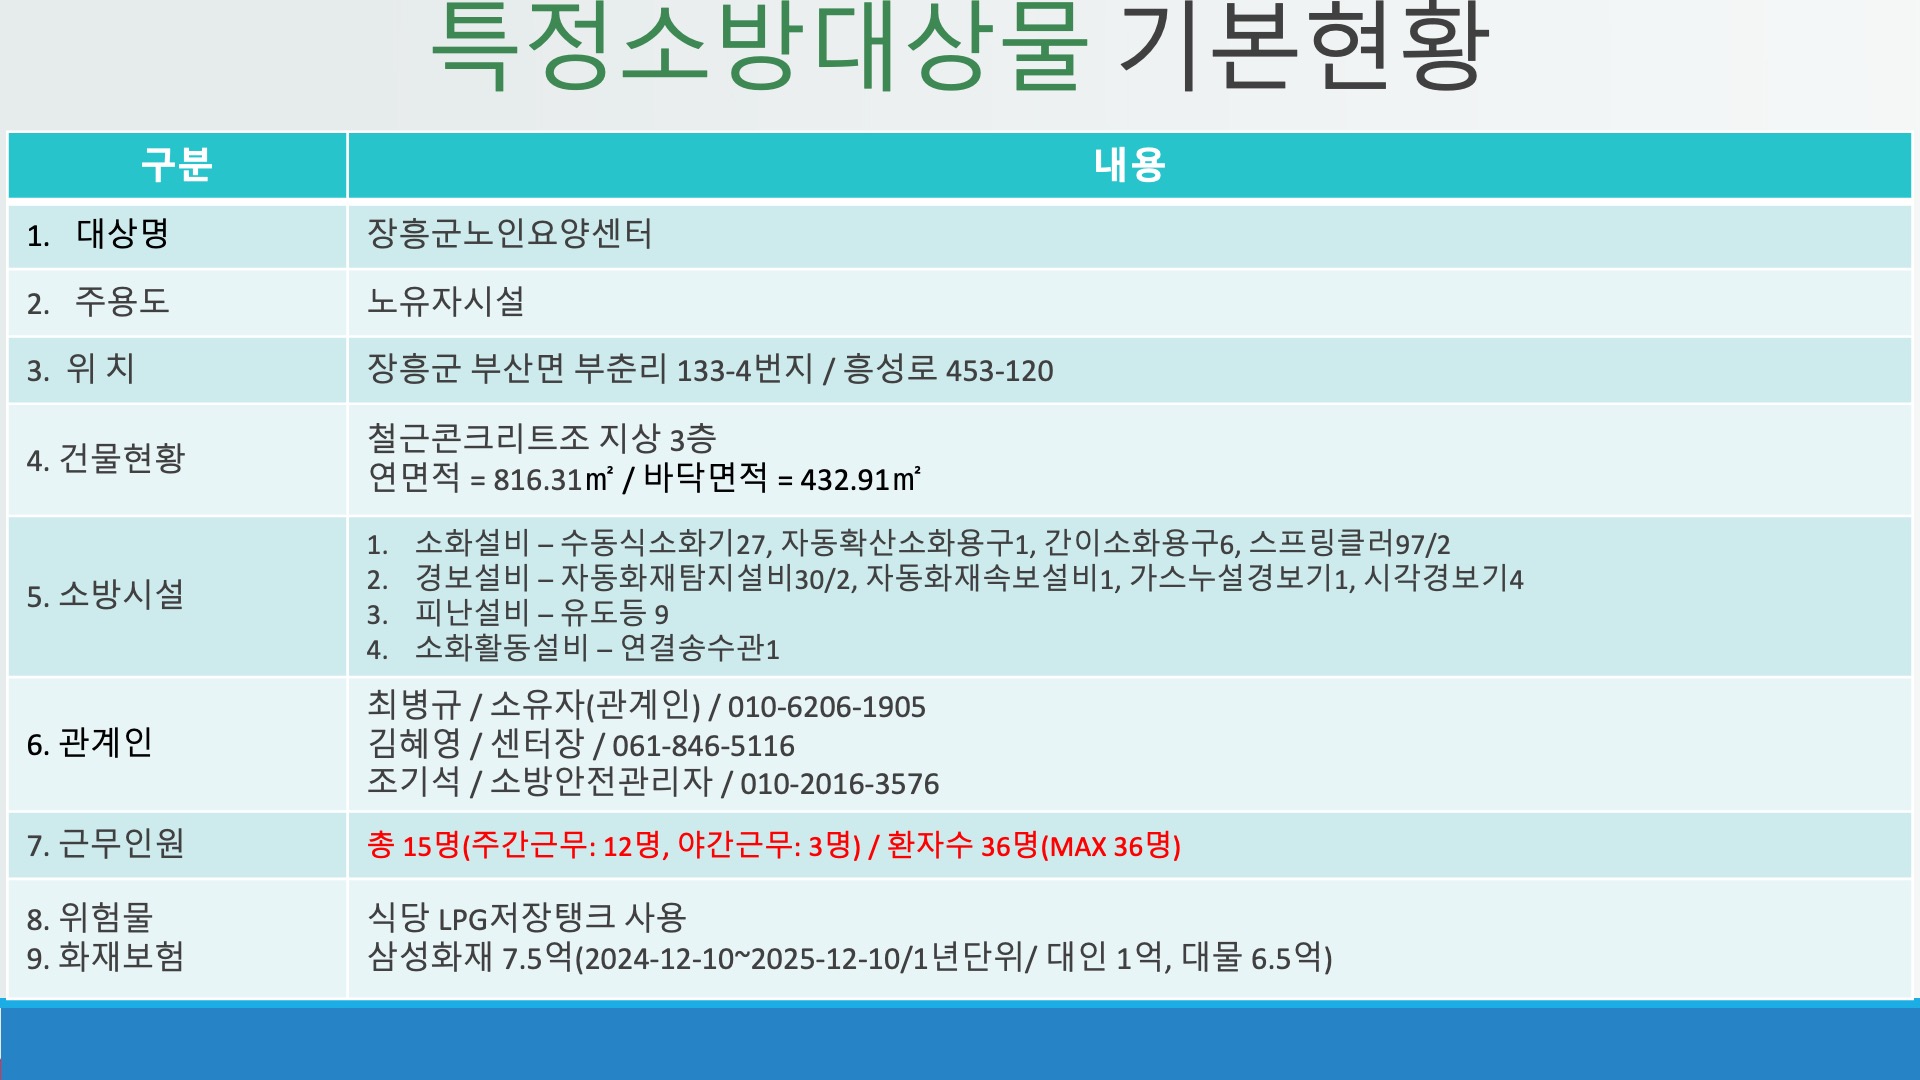 특정소방대상물 기본현황
구분
내용
1. 대상명
장흥군노인요양센터
2. 주용도
노유자시설
3. 위 치
장흥군 부산면 부춘리 133-4번지 / 흥성로 453-120
4. 건물현황
철근콘크리트조 지상 3층
연면적 = 816.31㎡ / 바닥면적 = 432.91㎡
5. 소방시설
1. 소화설비 – 수동식소화기27, 자동확산소화용구1, 간이소화용구6, 스프링클러97/2
2. 경보설비 – 자동화재탐지설비30/2, 자동화재속보설비1, 가스누설경보기1, 시각경보기4
3. 피난설비 – 유도등 9
4. 소화활동설비 – 연결송수관1
6. 관계인
최병규 / 소유자(관계인) / 010-6206-1905
김혜영 / 센터장 / 061-846-5116
조기석 / 소방안전관리자 / 010-2016-3576
7. 근무인원
총 15명(주간근무: 12명, 야간근무: 3명) / 환자수 36명(MAX 36명)
8. 위험물
9. 화재보험
식당 LPG저장탱크 사용
삼성화재 7.5억(2024-12-10~2025-12-10/1년단위/ 대인 1억, 대물 6.5억)